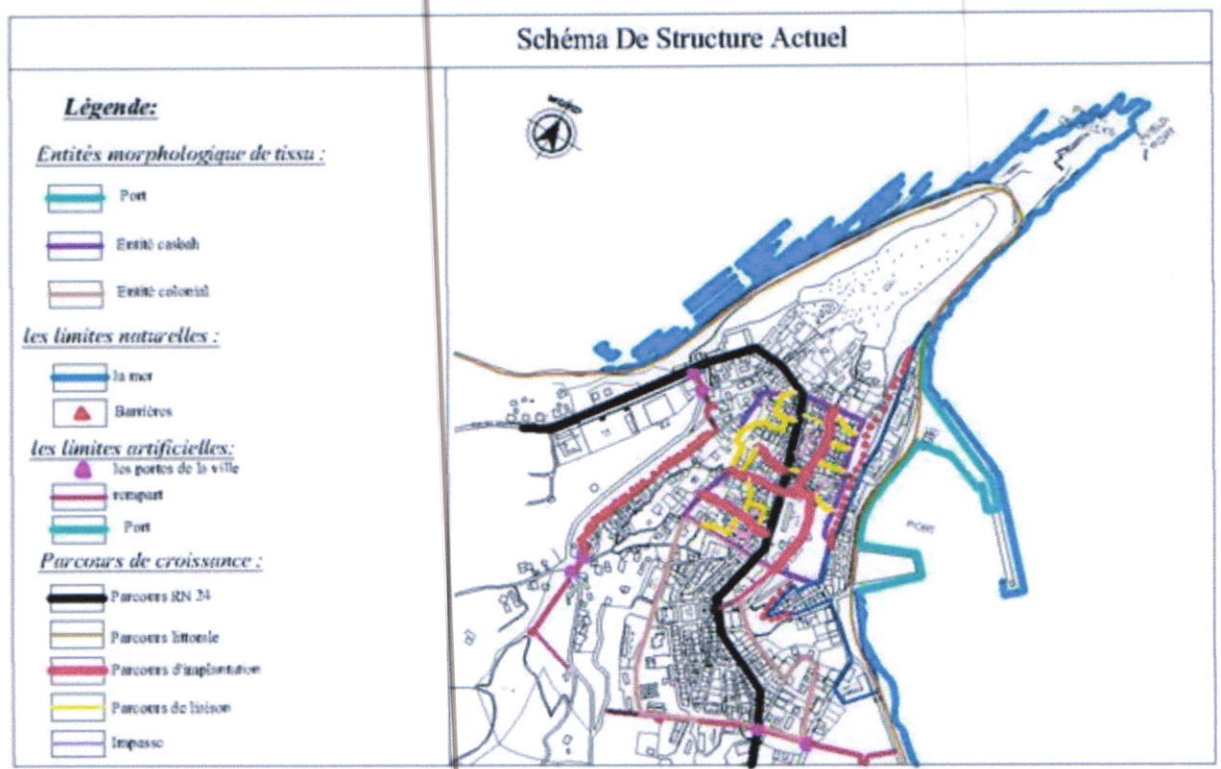 Schéma De Structure Actuel
Légende:
Entités morphologique de tissu :
Port
Entité casbah
Entité colonial
les limites naturelles :
la mer
Barrières
les limites artificielles:
les portes de la ville
rempart
Port
Parcours de croissance :
Parcours RN 24
Parcours littorale
Parcours d'implantation
Parcours de liaison
Impasse
PORT